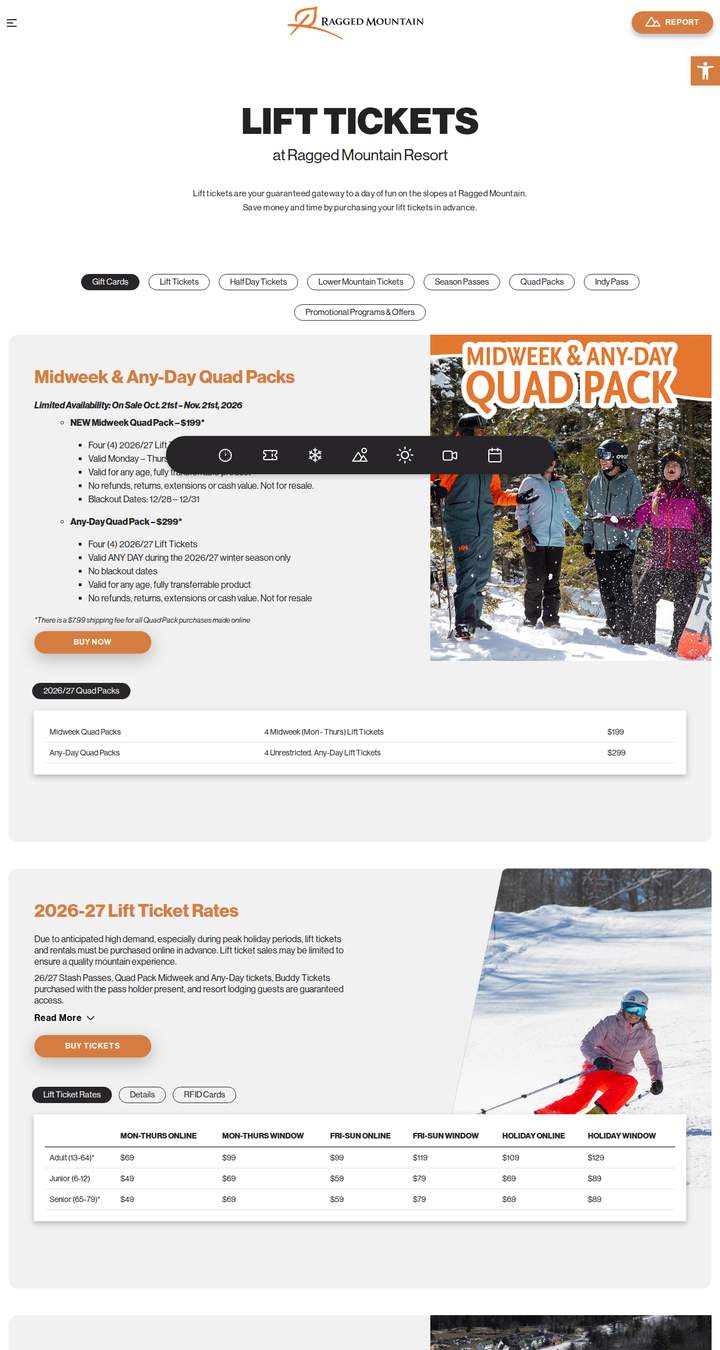 RAGGED MOUNTAIN
REPORT
LIFT TICKETS
at Ragged Mountain Resort
Lift tickets are your guaranteed gateway to a day of fun on the slopes at Ragged Mountain.
Save money and time by purchasing your lift tickets in advance.
Gift Cards
Lift Tickets
Half Day Tickets
Lower Mountain Tickets
Season Passes
Quad Packs
Indy Pass
Promotional Programs & Offers
Midweek & Any-Day Quad Packs
MIDWEEK & ANY-DAY
QUAD PACK
Limited Availability: On Sale Oct. 21st – Nov. 21st, 2026
NEW Midweek Quad Pack – $199*
Four (4) 2026/27 Lift
Valid Monday – Thurs
Valid for any age, fully
No refunds, returns, extensions or cash value. Not for resale.
Blackout Dates: 12/28 – 12/31
Any-Day Quad Pack – $299*
Four (4) 2026/27 Lift Tickets
Valid ANY DAY during the 2026/27 winter season only
No blackout dates
Valid for any age, fully transferrable product
No refunds, returns, extensions or cash value. Not for resale
*There is a $7.99 shipping fee for all Quad Pack purchases made online
BUY NOW
2026/27 Quad Packs
Midweek Quad Packs 4 Midweek (Mon - Thurs) Lift Tickets $199
Any-Day Quad Packs 4 Unrestricted, Any-Day Lift Tickets $299
2026-27 Lift Ticket Rates
Due to anticipated high demand, especially during peak holiday periods, lift tickets
and rentals must be purchased online in advance. Lift ticket sales may be limited to
ensure a quality mountain experience.
26/27 Stash Passes, Quad Pack Midweek and Any-Day tickets, Buddy Tickets
purchased with the pass holder present, and resort lodging guests are guaranteed
access.
Read More
BUY TICKETS
Lift Ticket Rates
Details
RFID Cards
MON-THURS ONLINE MON-THURS WINDOW FRI-SUN ONLINE FRI-SUN WINDOW HOLIDAY ONLINE HOLIDAY WINDOW
Adult (13-64)* $69 $99 $99 $119 $109 $129
Junior (6-12) $49 $69 $59 $79 $69 $89
Senior (65-79)* $49 $69 $59 $79 $69 $89